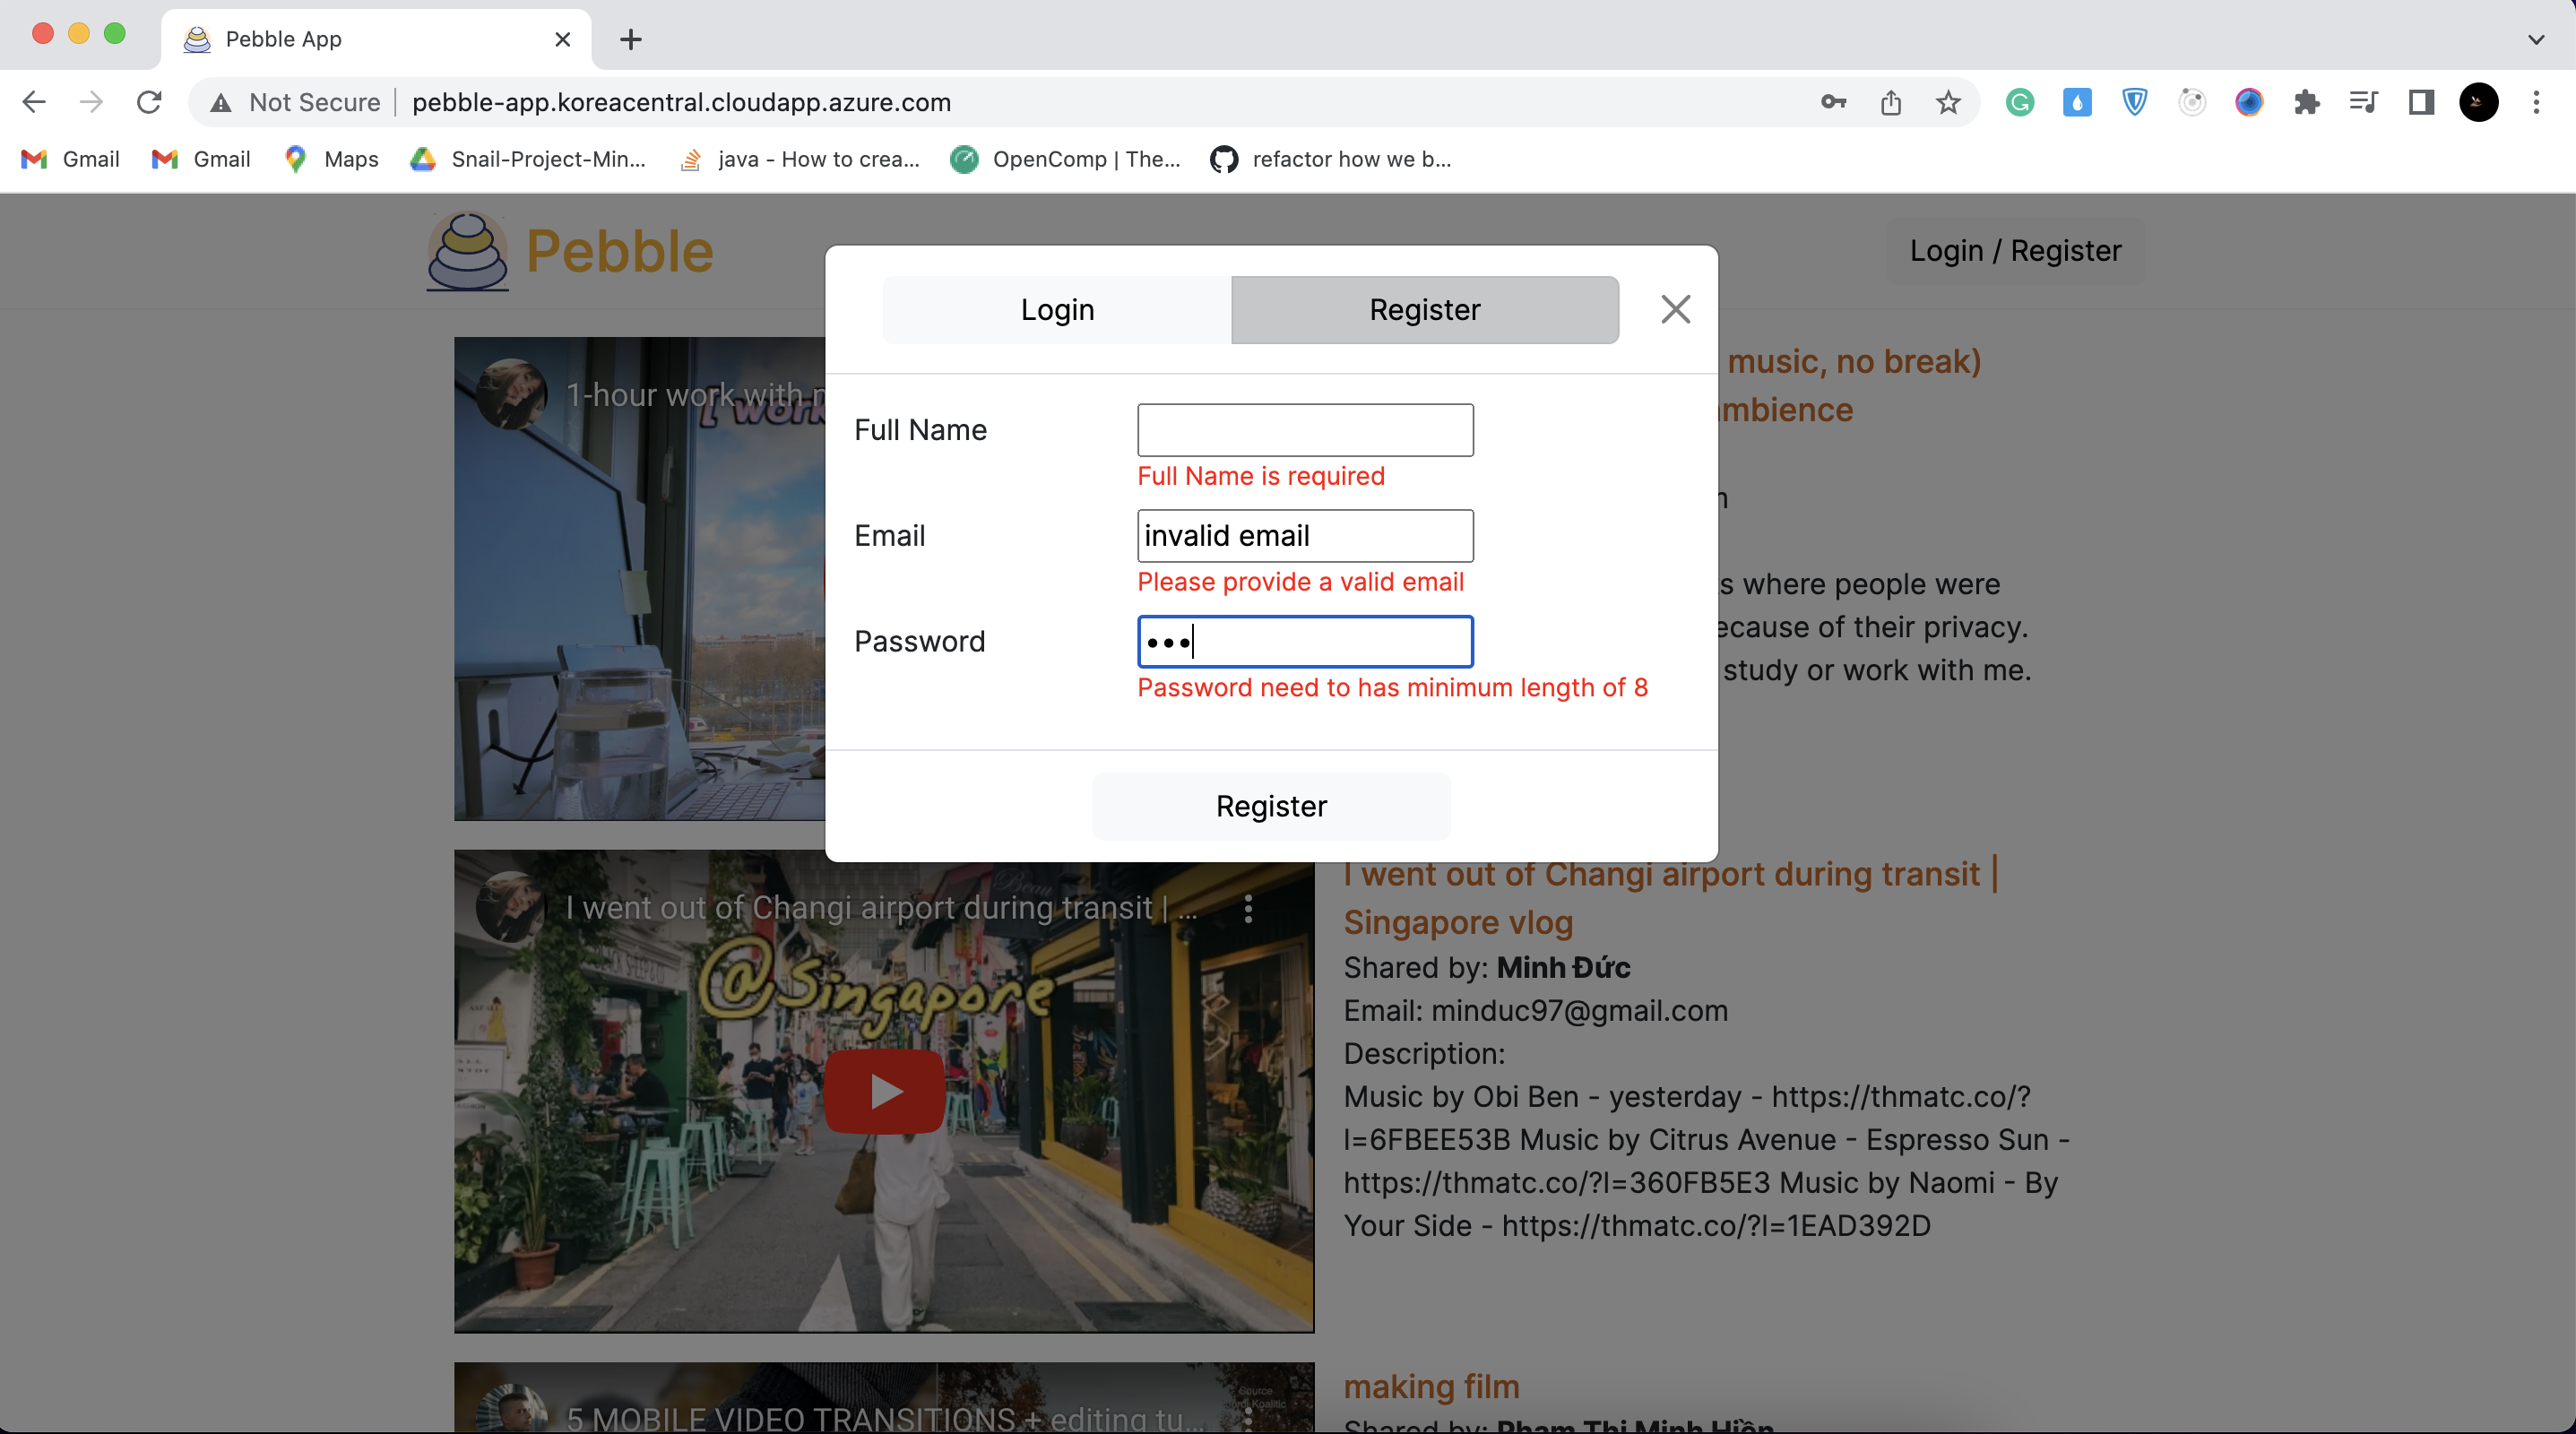 Pebble App
Not Secure
pebble-app.koreacentral.cloudapp.azure.com
Gmail
Gmail
Maps
Snail-Project-Min...
java - How to crea...
OpenComp | The...
refactor how we b...
Pebble
Login / Register
Login
Register
Full Name
Full Name is required
Email
invalid email
Please provide a valid email
Password
Password need to has minimum length of 8
Register
1-hour work with
I work
music, no break)
mbience
s where people were
ecause of their privacy.
study or work with me.
I went out of Changi airport during transit | ...
@Singapore
I went out of Changi airport during transit |
Singapore vlog
Shared by: Minh Đức
Email: minduc97@gmail.com
Description:
Music by Obi Ben - yesterday - https://thmatc.co/?
l=6FBEE53B Music by Citrus Avenue - Espresso Sun -
https://thmatc.co/?l=360FB5E3 Music by Naomi - By
Your Side - https://thmatc.co/?l=1EAD392D
5 MOBILE VIDEO TRANSITIONS + editing tu...
Source
making film
Shared by: Phạm Thị Minh Hiền